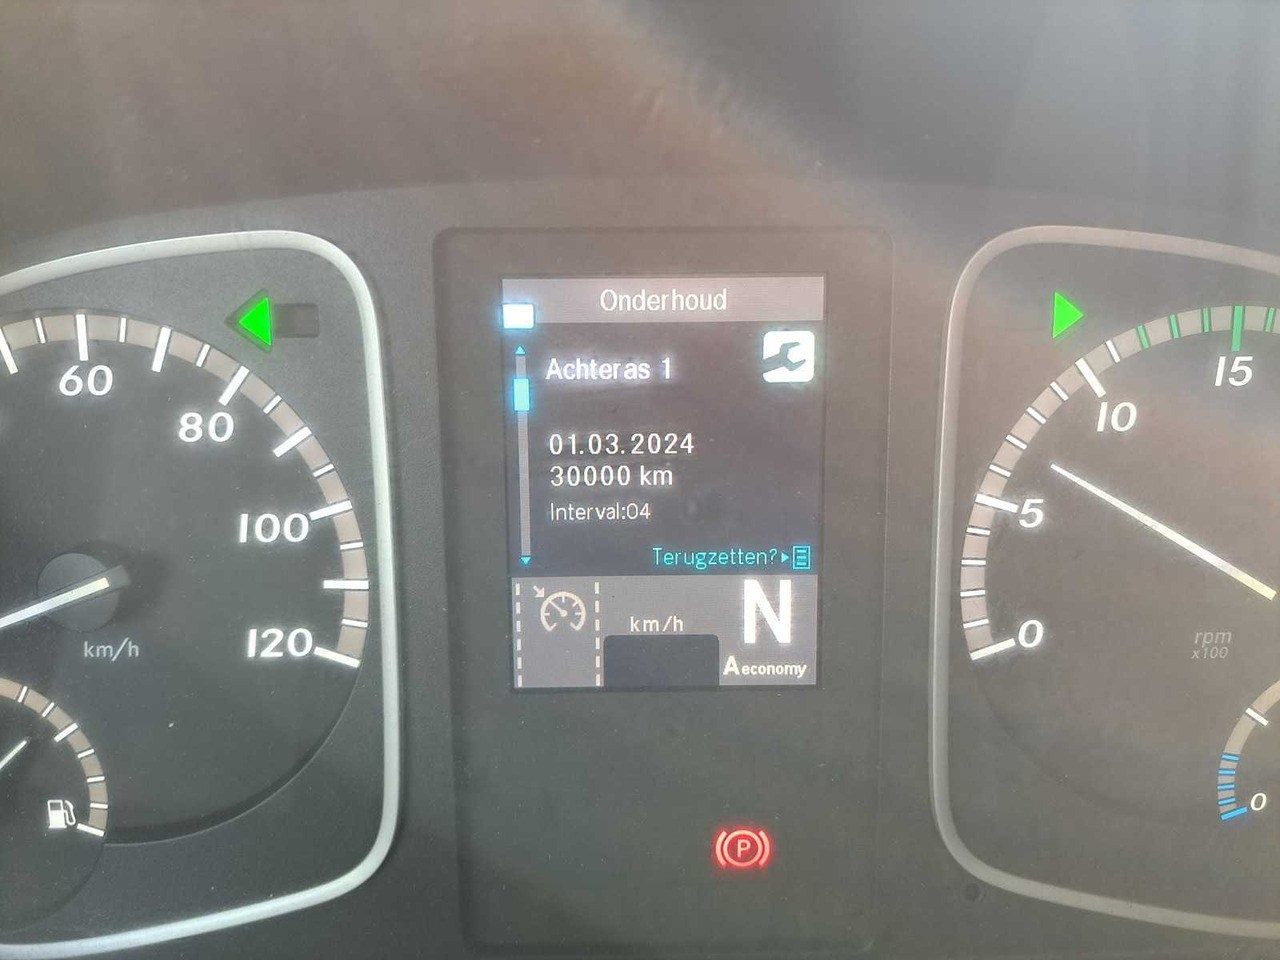 Onderhoud
Achteras 1
01.03.2024
30000 km
Interval:04
Terugzetten?
km/h
N
A economy
60
80
100
120
km/h
15
10
5
0
rpm
x100
0
P